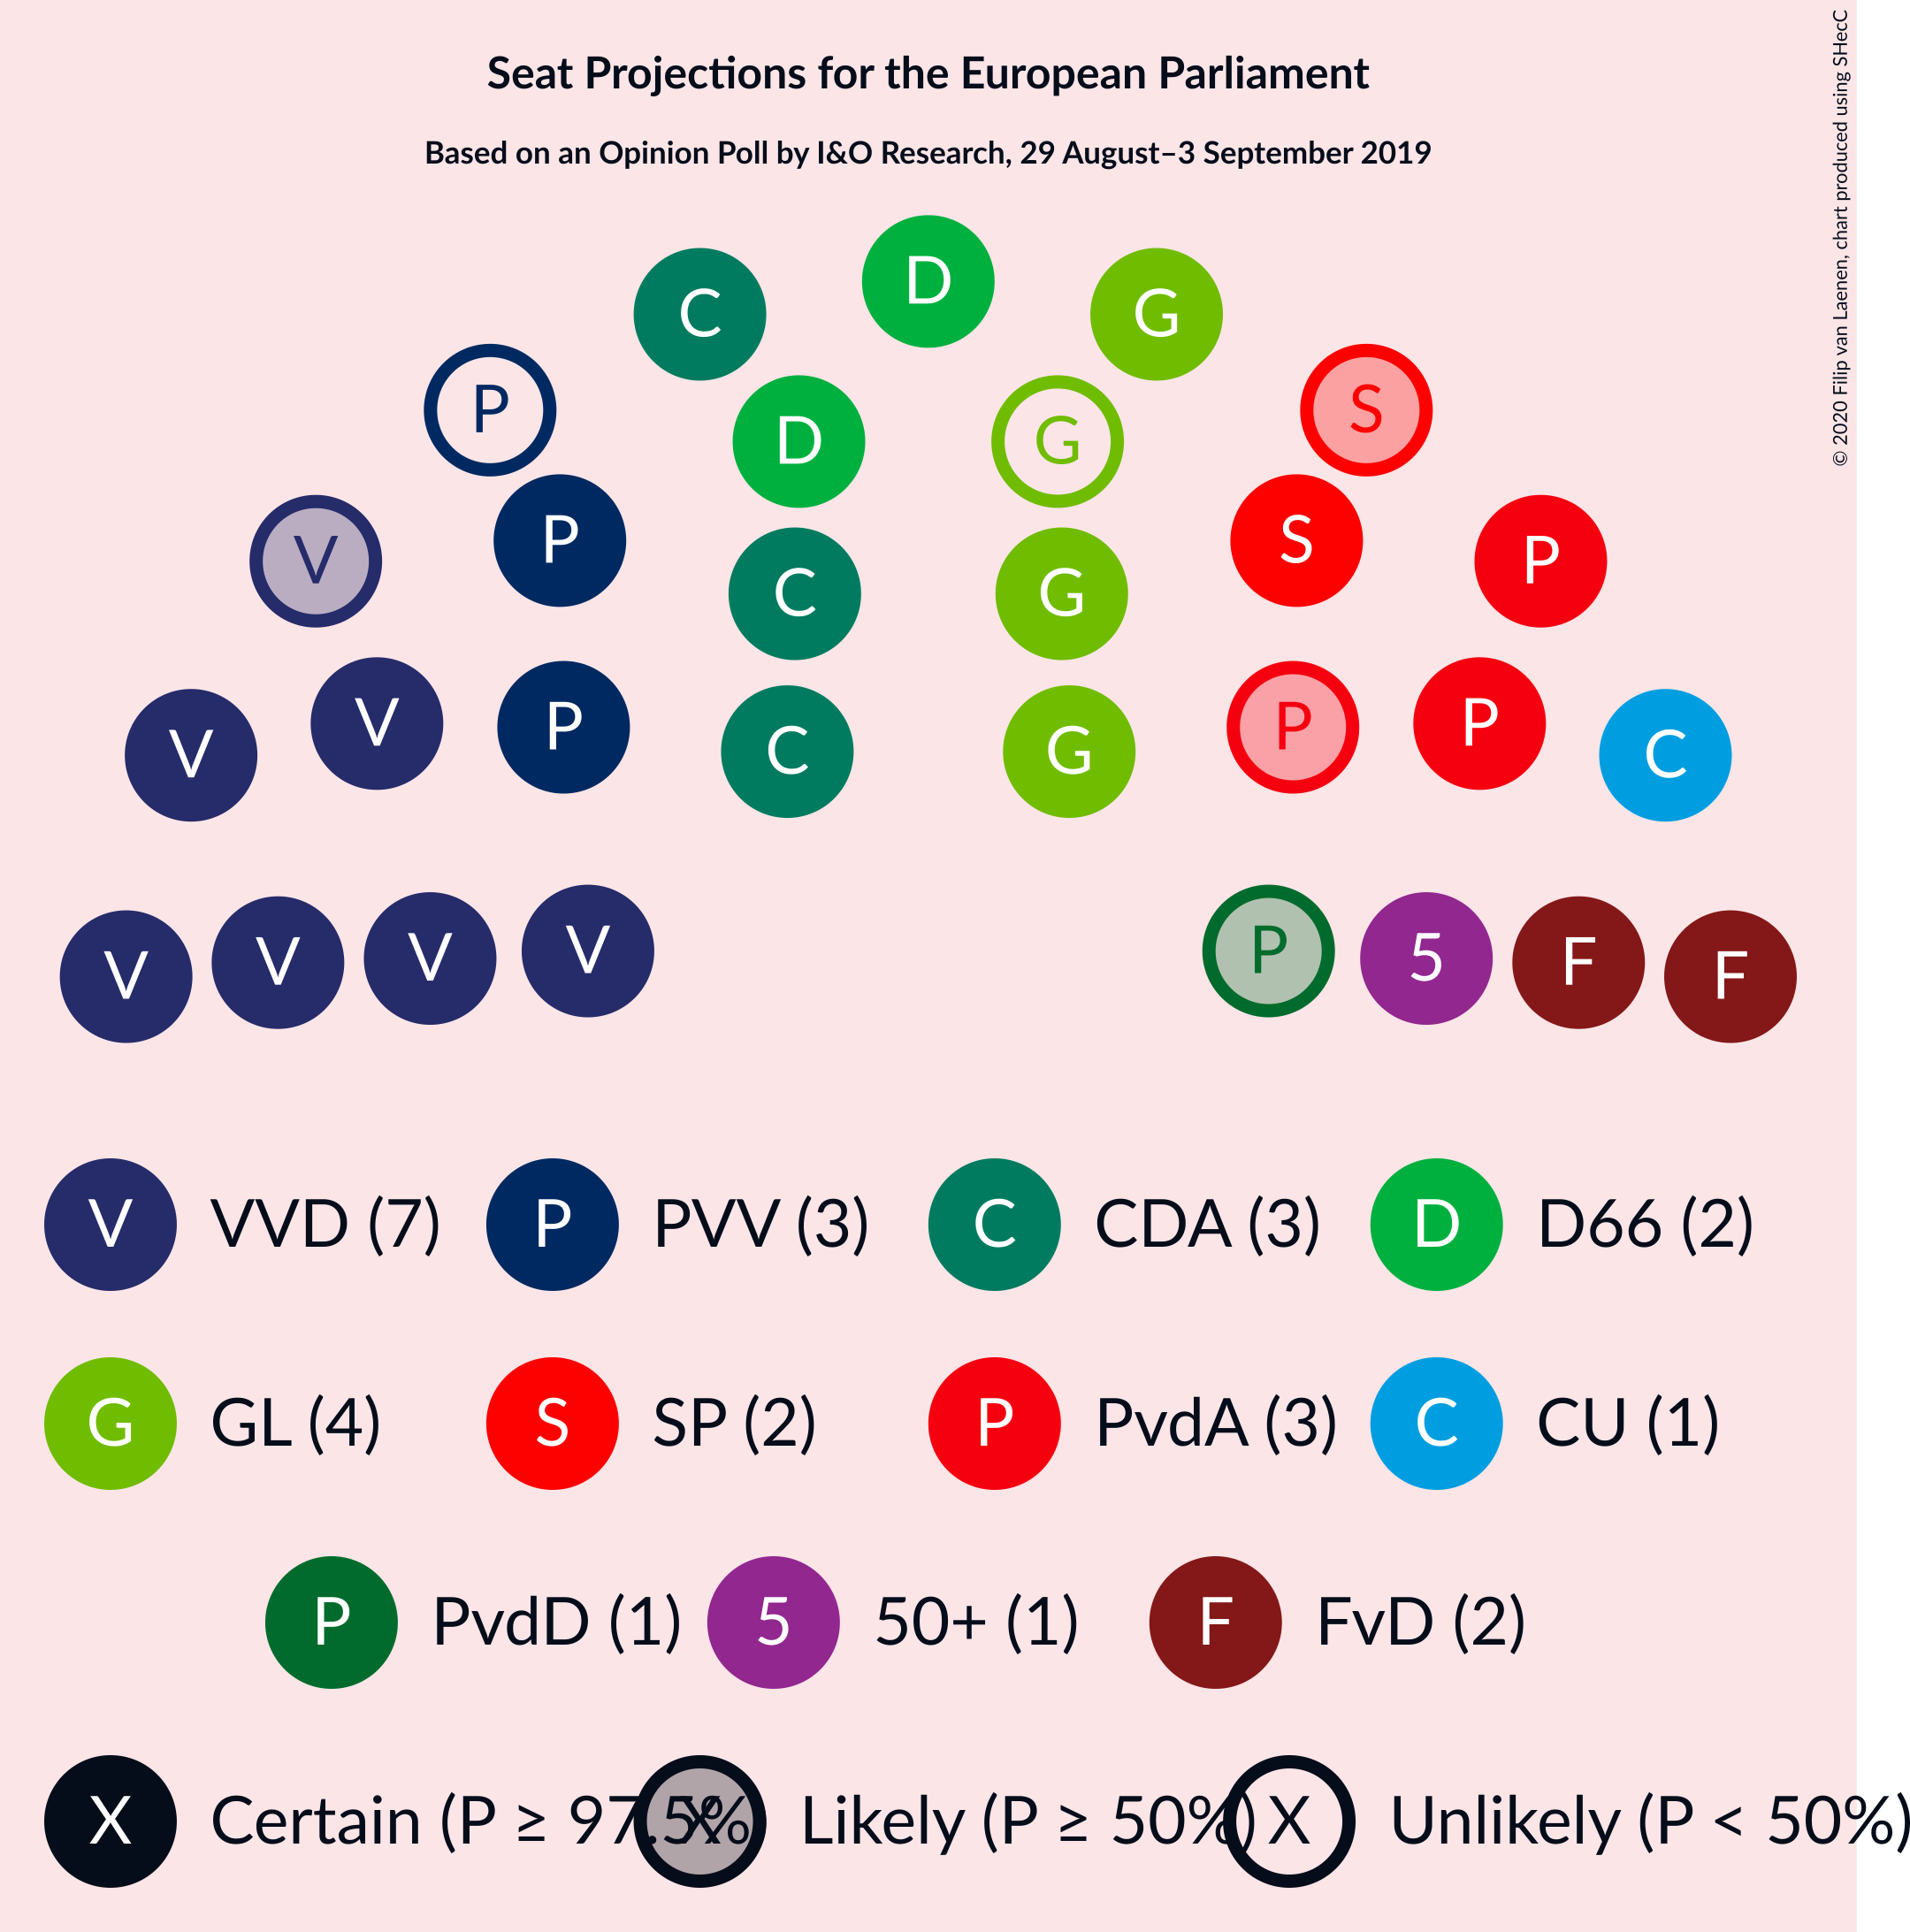 Seat Projections for the European Parliament
Based on an Opinion Poll by I&O Research, 29 August–3 September 2019
© 2020 Filip van Laenen, chart produced using SHecC
D
C G
P S
D G
P S
V P
C G
V P
P P
V C G P
V C
V P
V 5
V F
V F
V VVD (7) P PVV (3) C CDA (3) D D66 (2)
G GL (4) S SP (2) P PvdA (3) C CU (1)
P PvdD (1) 5 50+ (1) F FvD (2)
X Certain (P ≥ 97.5% X Likely (P ≥ 50%) X Unlikely (P < 50%)